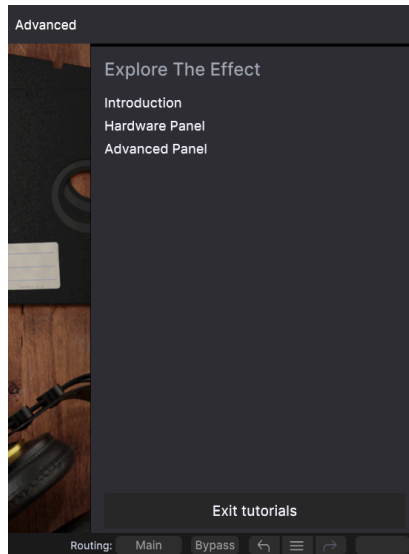 Advanced
Explore The Effect
Introduction
Hardware Panel
Advanced Panel
Exit tutorials
Routing: Main Bypass